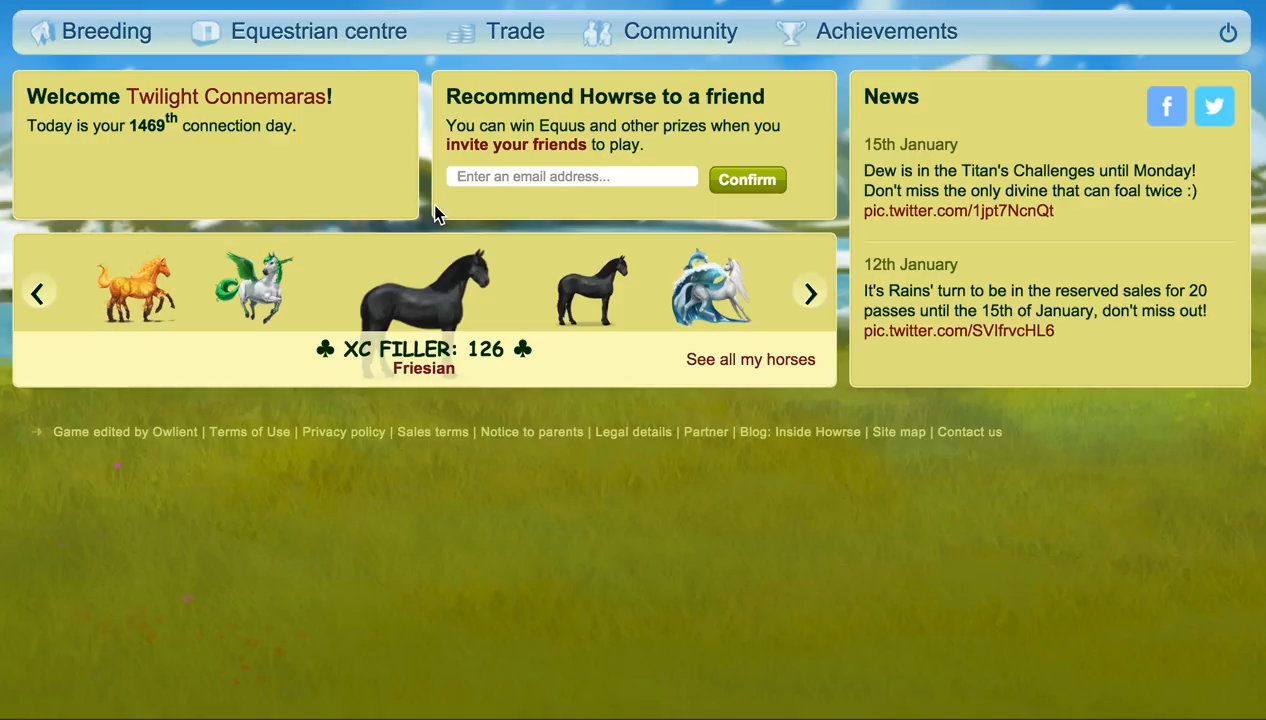 Breeding
Equestrian centre
Trade
Community
Achievements
Welcome Twilight Connemaras!
Today is your 1469th connection day.
Recommend Howrse to a friend
You can win Equus and other prizes when you
invite your friends to play.
Enter an email address...
Confirm
News
f
15th January
Dew is in the Titan's Challenges until Monday!
Don't miss the only divine that can foal twice :)
pic.twitter.com/1jpt7NcnQt
12th January
It's Rains' turn to be in the reserved sales for 20
passes until the 15th of January, don't miss out!
pic.twitter.com/SVIfrvcHL6
♣ XC FILLER: 126 ♣
Friesian
See all my horses
Game edited by Owlient | Terms of Use | Privacy policy | Sales terms | Notice to parents | Legal details | Partner | Blog: Inside Howrse | Site map | Contact us